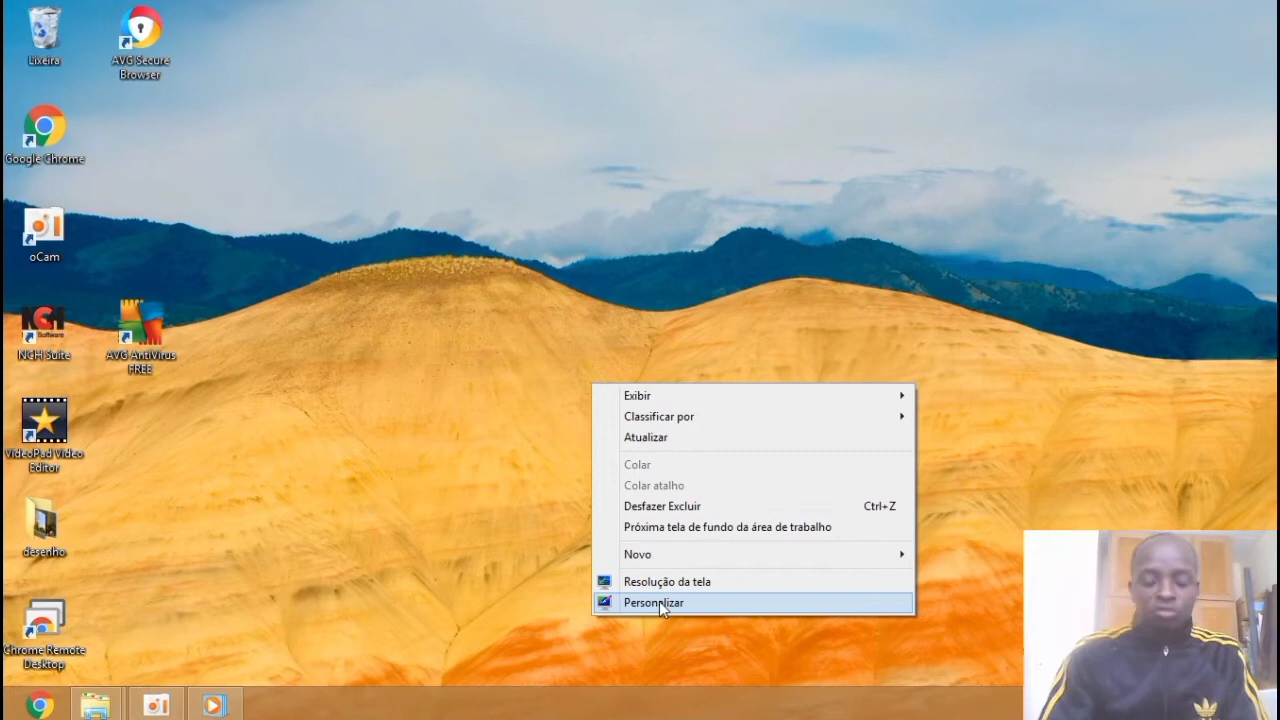 Lixeira
AVG Secure
Browser
Google Chrome
oCam
NCH
Software
NCH Suite
AVG AntiVirus
FREE
VideoPad Video
Editor
desenho
Chrome Remote
Desktop
Exibir
Classificar por
Atualizar
Colar
Colar atalho
Desfazer Excluir Ctrl+Z
Próxima tela de fundo da área de trabalho
Novo
Resolução da tela
Personalizar